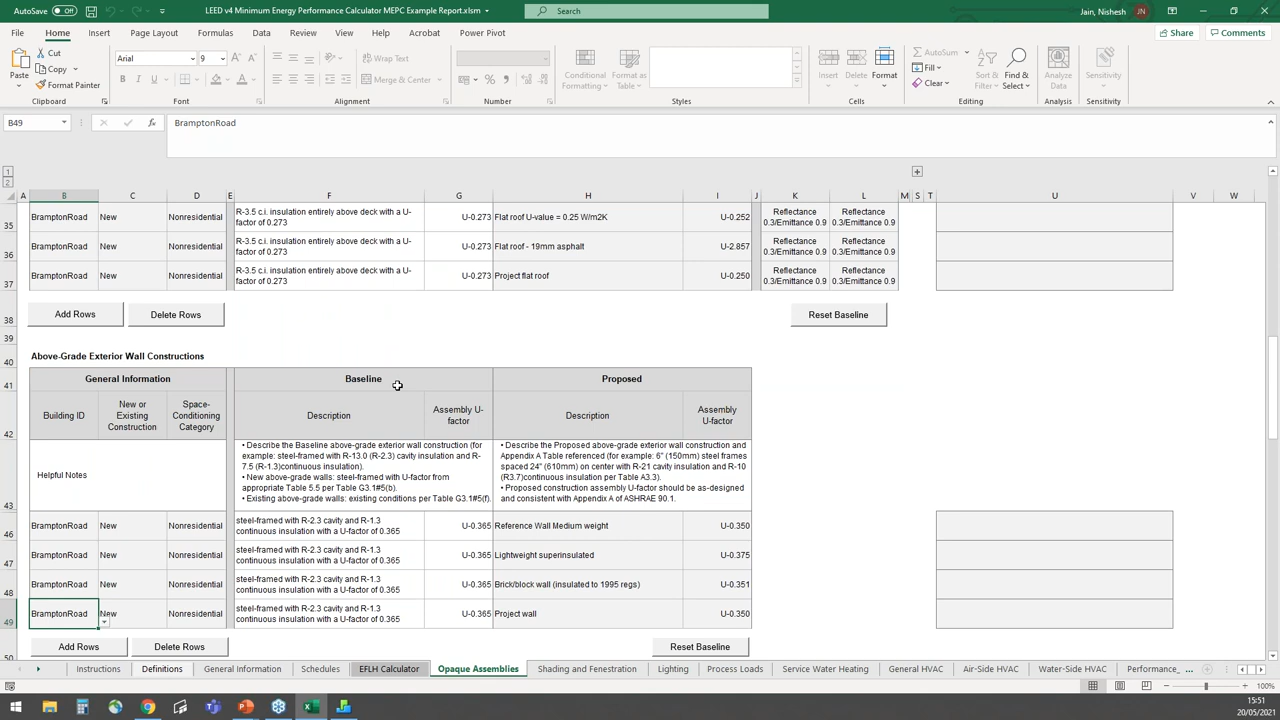 AutoSave Off
LEED v4 Minimum Energy Performance Calculator MEPC Example Report.xlsm
Search
Jain, Nishesh JN
File Home Insert Page Layout Formulas Data Review View Help Acrobat Power Pivot
Share Comments
Paste
Cut
Copy
Format Painter
Clipboard
Arial 9
B I U
Font
Wrap Text
Merge & Center
Alignment
Number
Conditional Formatting
Format as Table
Styles
Insert Delete Format
Cells
AutoSum
Fill
Clear
Sort & Filter
Find & Select
Editing
Analyze Data
Analysis
Sensitivity
Sensitivity
B49
BramptonRoad
1
2
A B C D E F G H I J K L M S T U V W
35 BramptonRoad New Nonresidential R-3.5 c.i. insulation entirely above deck with a U-factor of 0.273 U-0.273 Flat roof U-value = 0.25 W/m2K U-0.252 Reflectance 0.3/Emittance 0.9 Reflectance 0.3/Emittance 0.9
36 BramptonRoad New Nonresidential R-3.5 c.i. insulation entirely above deck with a U-factor of 0.273 U-0.273 Flat roof - 19mm asphalt U-2.857 Reflectance 0.3/Emittance 0.9 Reflectance 0.3/Emittance 0.9
37 BramptonRoad New Nonresidential R-3.5 c.i. insulation entirely above deck with a U-factor of 0.273 U-0.273 Project flat roof U-0.250 Reflectance 0.3/Emittance 0.9 Reflectance 0.3/Emittance 0.9
38 Add Rows Delete Rows Reset Baseline
39
40 Above-Grade Exterior Wall Constructions
41 General Information Baseline Proposed
42 Building ID New or Existing Construction Space-Conditioning Category Description Assembly U-factor Description Assembly U-factor
43 Helpful Notes
• Describe the Baseline above-grade exterior wall construction (for
example: steel-framed with R-13.0 (R-2.3) cavity insulation and R-
7.5 (R-1.3)continuous insulation).
• New above-grade walls: steel-framed with U-factor from
appropriate Table 5.5 per Table G3.1#5(b).
• Existing above-grade walls: existing conditions per Table G3.1#5(f).
• Describe the Proposed above-grade exterior wall construction and
Appendix A Table referenced (for example: 6" (150mm) steel frames
spaced 24" (610mm) on center with R-21 cavity insulation and R-10
(R3.7)continuous insulation per Table A3.3).
• Proposed construction assembly U-factor should be as-designed
and consistent with Appendix A of ASHRAE 90.1.
46 BramptonRoad New Nonresidential steel-framed with R-2.3 cavity and R-1.3 continuous insulation with a U-factor of 0.365 U-0.365 Reference Wall Medium weight U-0.350
47 BramptonRoad New Nonresidential steel-framed with R-2.3 cavity and R-1.3 continuous insulation with a U-factor of 0.365 U-0.365 Lightweight superinsulated U-0.375
48 BramptonRoad New Nonresidential steel-framed with R-2.3 cavity and R-1.3 continuous insulation with a U-factor of 0.365 U-0.365 Brick/block wall (insulated to 1995 regs) U-0.351
49 BramptonRoad New Nonresidential steel-framed with R-2.3 cavity and R-1.3 continuous insulation with a U-factor of 0.365 U-0.365 Project wall U-0.350
50 Add Rows Delete Rows Reset Baseline
Instructions Definitions General Information Schedules EFLH Calculator Opaque Assemblies Shading and Fenestration Lighting Process Loads Service Water Heating General HVAC Air-Side HVAC Water-Side HVAC Performance_ ...
100%
15:51
20/05/2021